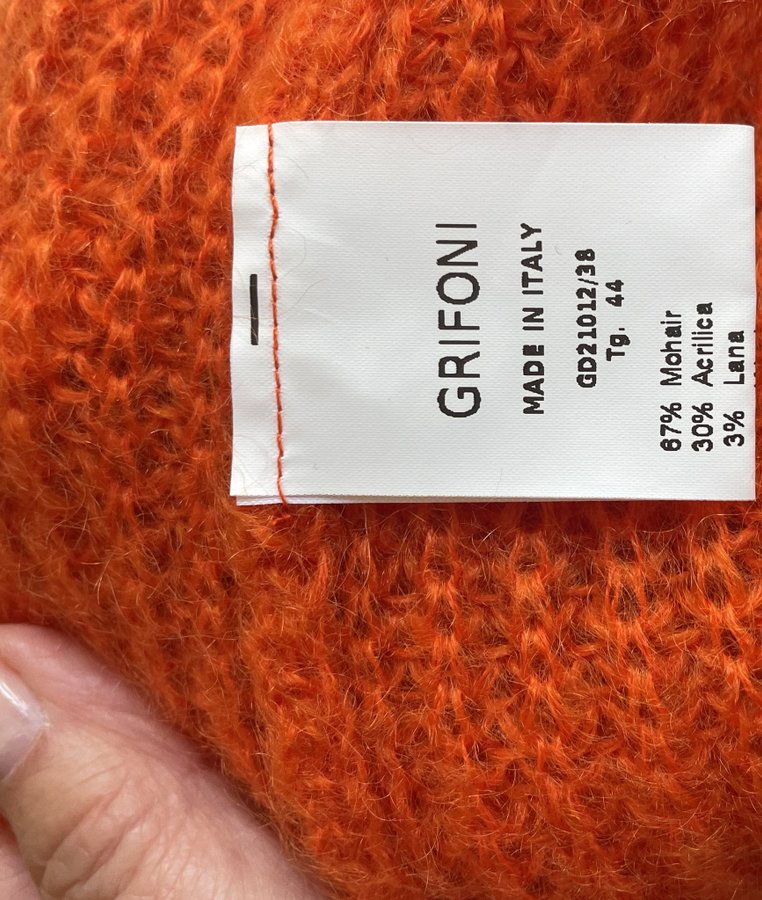 GRIFONI
MADE IN ITALY
GD21012/38
Tg. 44
67% Mohair
30% Acrilica
3% Lana